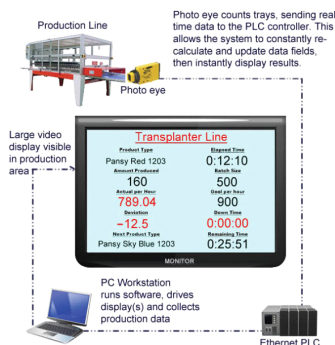 Production Line
Photo eye counts trays, sending real
time data to the PLC controller. This
allows the system to constantly re-
calculate and update data fields,
then instantly display results.
Photo eye
Large video
display visible
in production
area
Transplanter Line
Product Type
Elapsed Time
Pansy Red 1203
0:12:10
Amount Produced
Batch Size
160
500
Actual per Hour
Goal per hour
789.04
900
Deviation
Down Time
-12.5
0:00:00
Next Product Type
Remaining Time
Pansy Sky Blue 1203
0:25:51
MONITOR
PC Workstation
runs software, drives
display(s) and collects
production data
Ethernet PLC